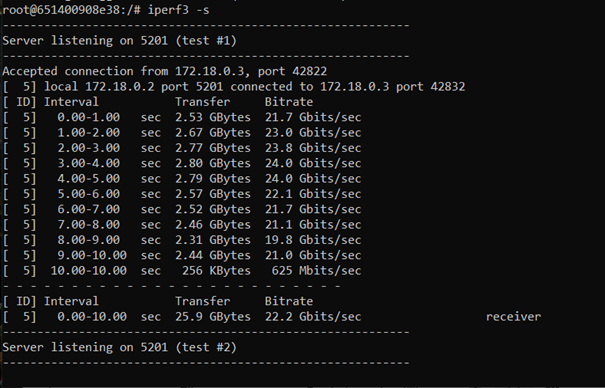 root@651400908e38:/# iperf3 -s
-----------------------------------------------------------
Server listening on 5201 (test #1)
-----------------------------------------------------------
Accepted connection from 172.18.0.3, port 42822
[  5] local 172.18.0.2 port 5201 connected to 172.18.0.3 port 42832
[ ID] Interval           Transfer     Bitrate
[  5]   0.00-1.00   sec  2.53 GBytes  21.7 Gbits/sec
[  5]   1.00-2.00   sec  2.67 GBytes  23.0 Gbits/sec
[  5]   2.00-3.00   sec  2.77 GBytes  23.8 Gbits/sec
[  5]   3.00-4.00   sec  2.80 GBytes  24.0 Gbits/sec
[  5]   4.00-5.00   sec  2.79 GBytes  24.0 Gbits/sec
[  5]   5.00-6.00   sec  2.57 GBytes  22.1 Gbits/sec
[  5]   6.00-7.00   sec  2.52 GBytes  21.7 Gbits/sec
[  5]   7.00-8.00   sec  2.46 GBytes  21.1 Gbits/sec
[  5]   8.00-9.00   sec  2.31 GBytes  19.8 Gbits/sec
[  5]   9.00-10.00  sec  2.44 GBytes  21.0 Gbits/sec
[  5]  10.00-10.00  sec   256 KBytes   625 Mbits/sec
- - - - - - - - - - - - - - - - - - - - - - - - -
[ ID] Interval           Transfer     Bitrate
[  5]   0.00-10.00  sec  25.9 GBytes  22.2 Gbits/sec                  receiver
-----------------------------------------------------------
Server listening on 5201 (test #2)
-----------------------------------------------------------